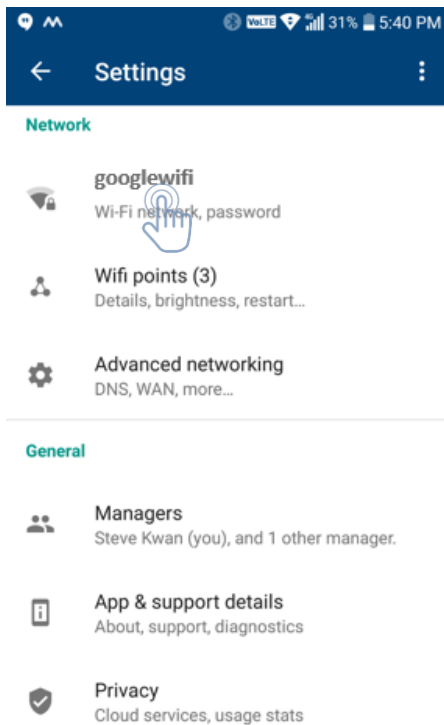 VoLTE 31% 5:40 PM
Settings
Network
googlewifi
Wi-Fi network, password
Wifi points (3)
Details, brightness, restart...
Advanced networking
DNS, WAN, more...
General
Managers
Steve Kwan (you), and 1 other manager.
App & support details
About, support, diagnostics
Privacy
Cloud services, usage stats